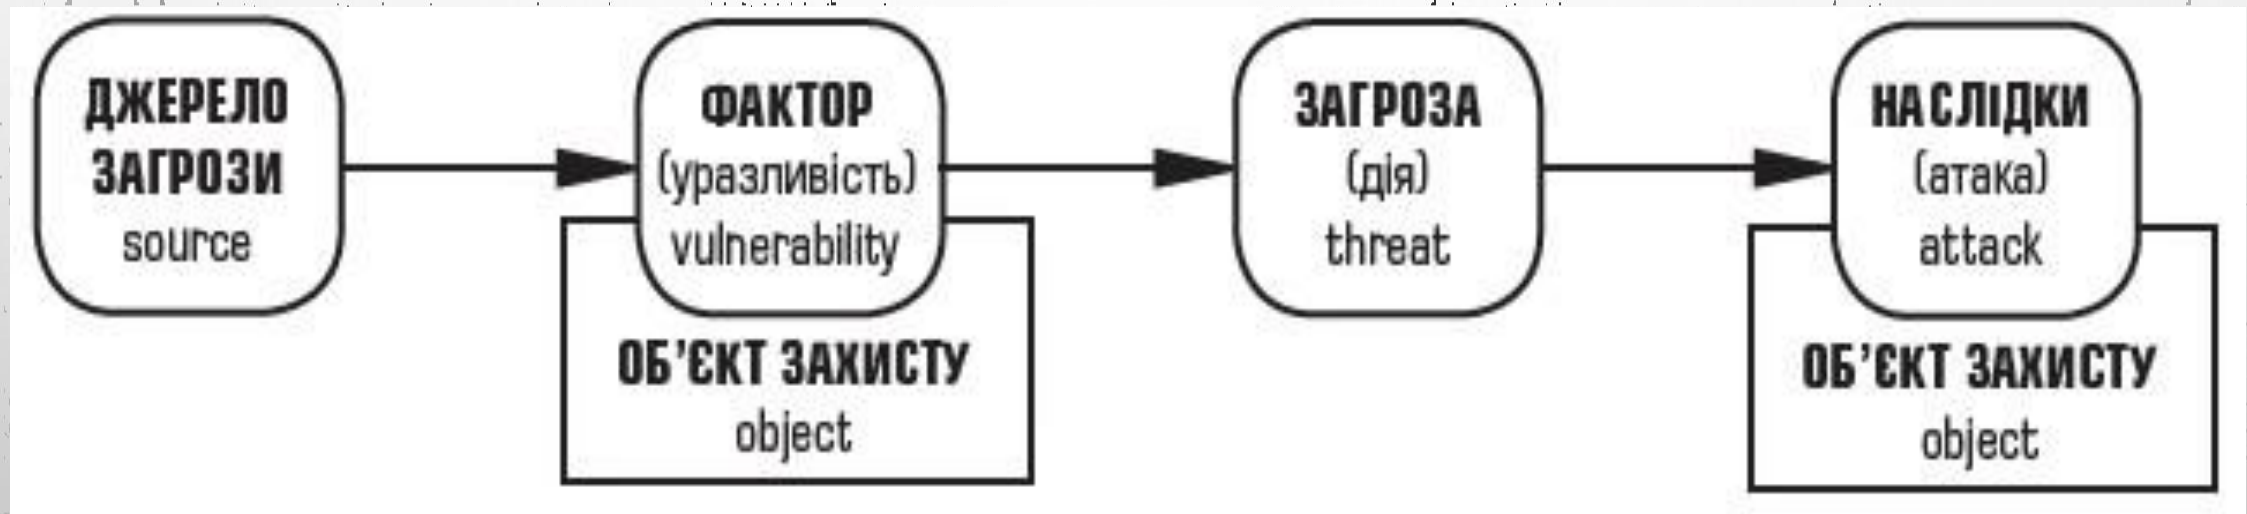 ДЖЕРЕЛО
ЗАГРОЗИ
source
ФАКТОР
(уразливість)
vulnerability
ОБ’ЄКТ ЗАХИСТУ
object
ЗАГРОЗА
(дія)
threat
НАСЛІДКИ
(атака)
attack
ОБ’ЄКТ ЗАХИСТУ
object